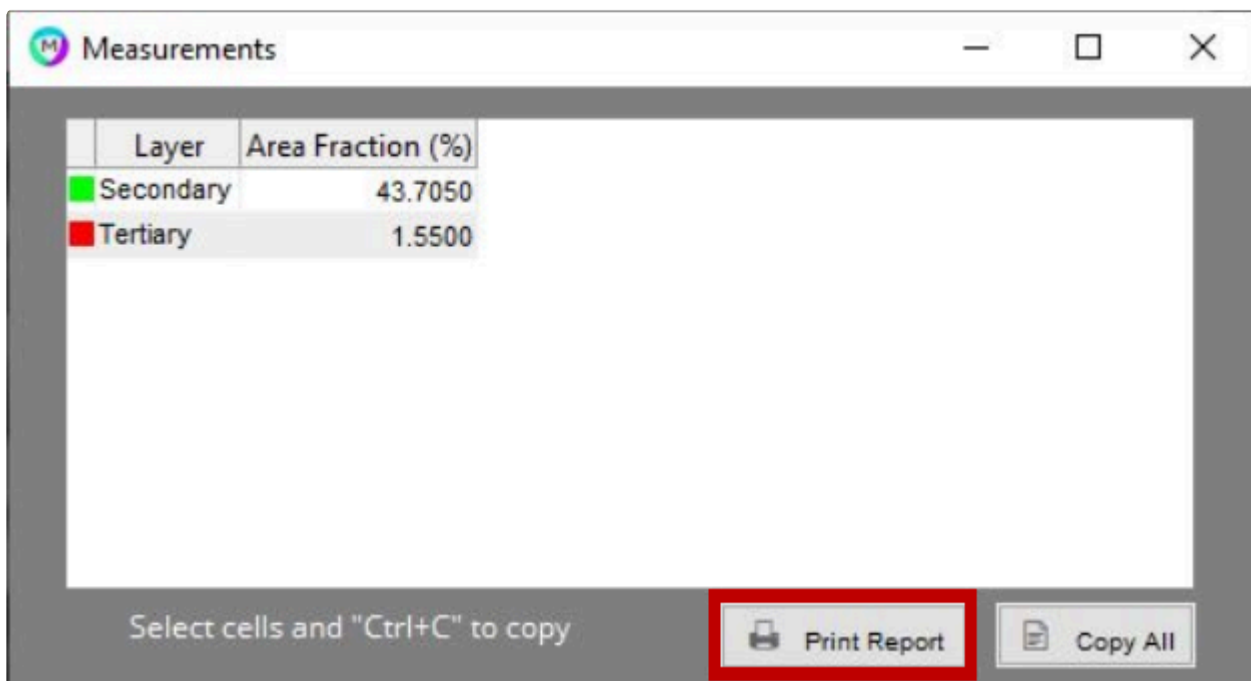 M Measurements
Layer Area Fraction (%)
Secondary 43.7050
Tertiary 1.5500
Select cells and "Ctrl+C" to copy
Print Report
Copy All